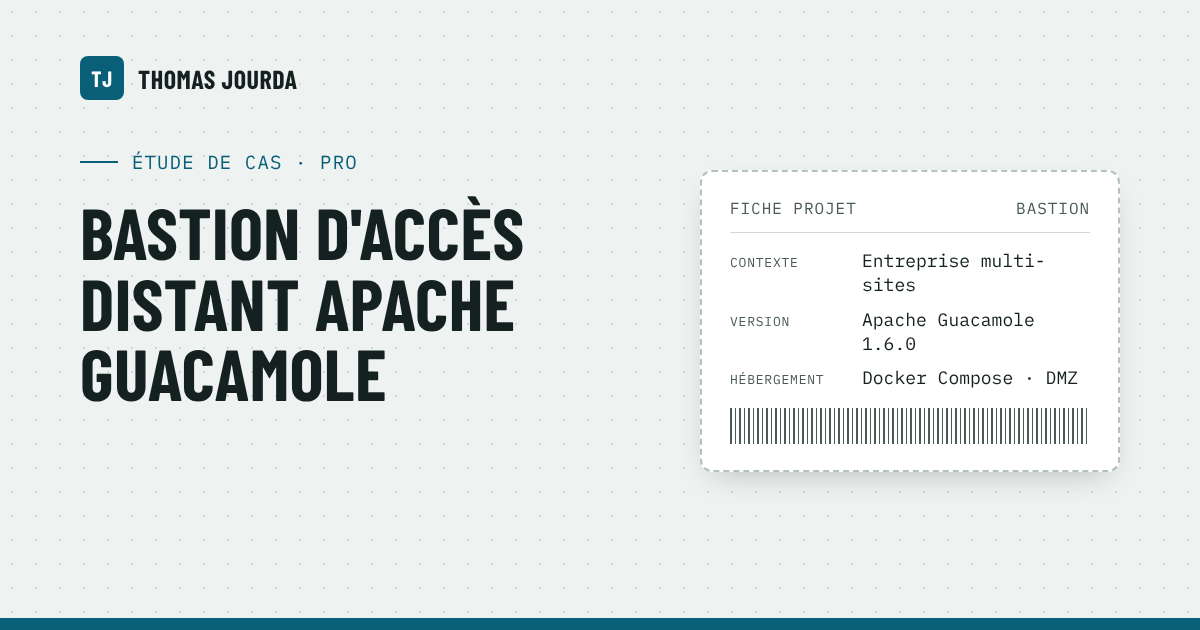 TJ THOMAS JOURDA
ÉTUDE DE CAS · PRO
BASTION D'ACCÈS
DISTANT APACHE
GUACAMOLE
FICHE PROJET BASTION
CONTEXTE Entreprise multi-
sites
VERSION Apache Guacamole
1.6.0
HÉBERGEMENT Docker Compose · DMZ